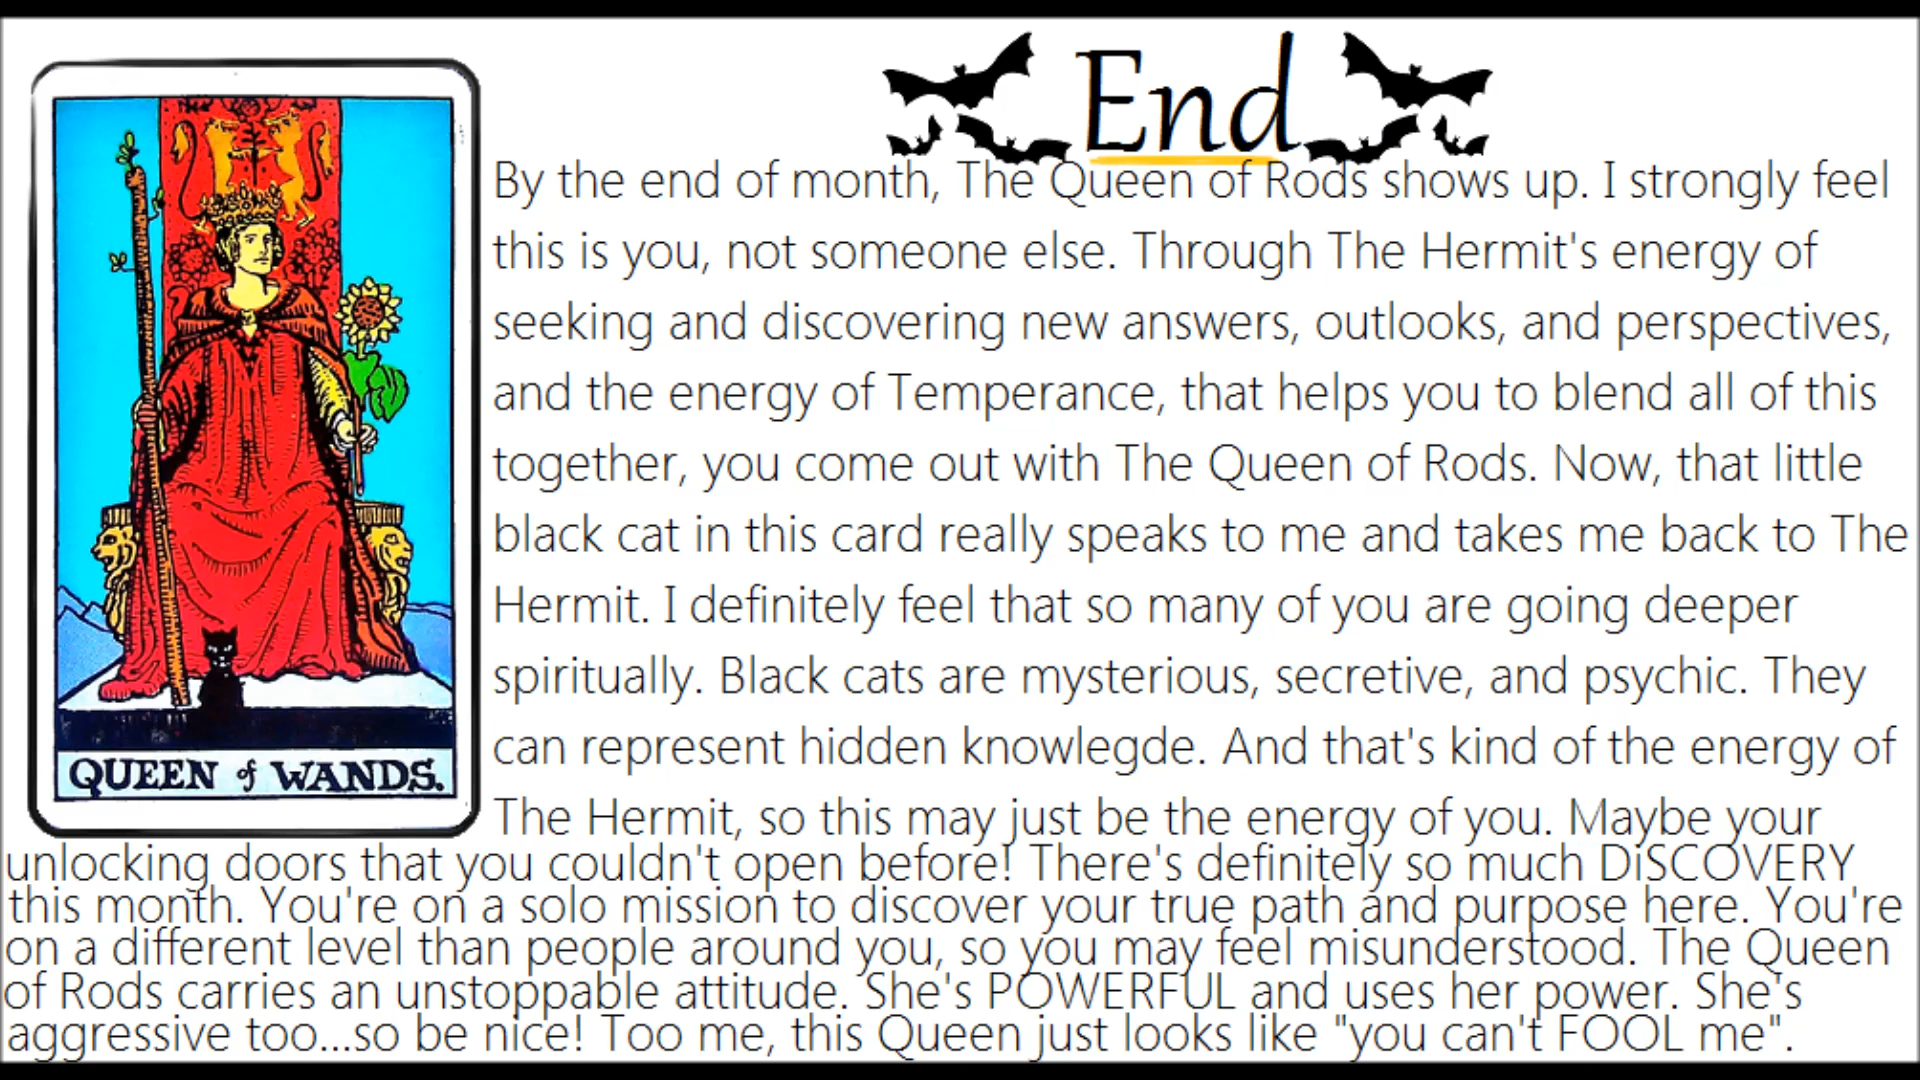 End
By the end of month, The Queen of Rods shows up. I strongly feel
this is you, not someone else. Through The Hermit's energy of
seeking and discovering new answers, outlooks, and perspectives,
and the energy of Temperance, that helps you to blend all of this
together, you come out with The Queen of Rods. Now, that little
black cat in this card really speaks to me and takes me back to The
Hermit. I definitely feel that so many of you are going deeper
spiritually. Black cats are mysterious, secretive, and psychic. They
can represent hidden knowlegde. And that's kind of the energy of
The Hermit, so this may just be the energy of you. Maybe your
unlocking doors that you couldn't open before! There's definitely so much DiSCOVERY
this month. You're on a solo mission to discover your true path and purpose here. You're
on a different level than people around you, so you may feel misunderstood. The Queen
of Rods carries an unstoppable attitude. She's POWERFUL and uses her power. She's
aggressive too...so be nice! Too me, this Queen just looks like "you can't FOOL me".
QUEEN of WANDS.